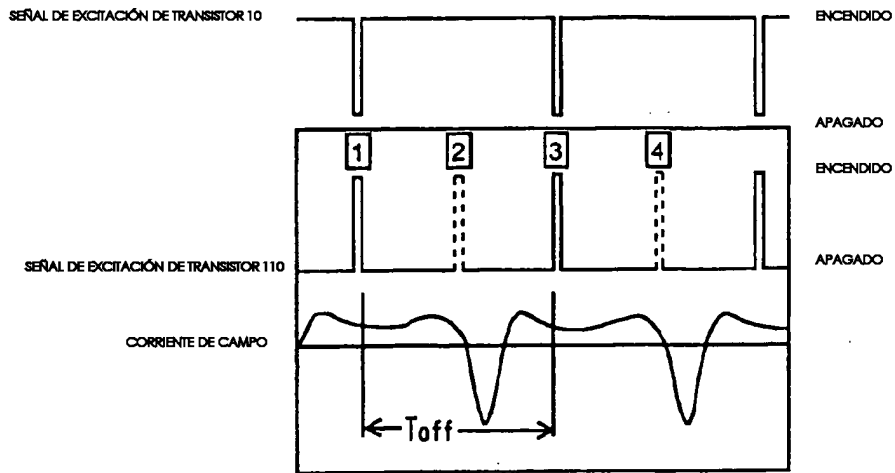 SEÑAL DE EXCITACIÓN DE TRANSISTOR 10
ENCENDIDO
APAGADO
1 2 3 4
ENCENDIDO
SEÑAL DE EXCITACIÓN DE TRANSISTOR 110
APAGADO
CORRIENTE DE CAMPO
Toff